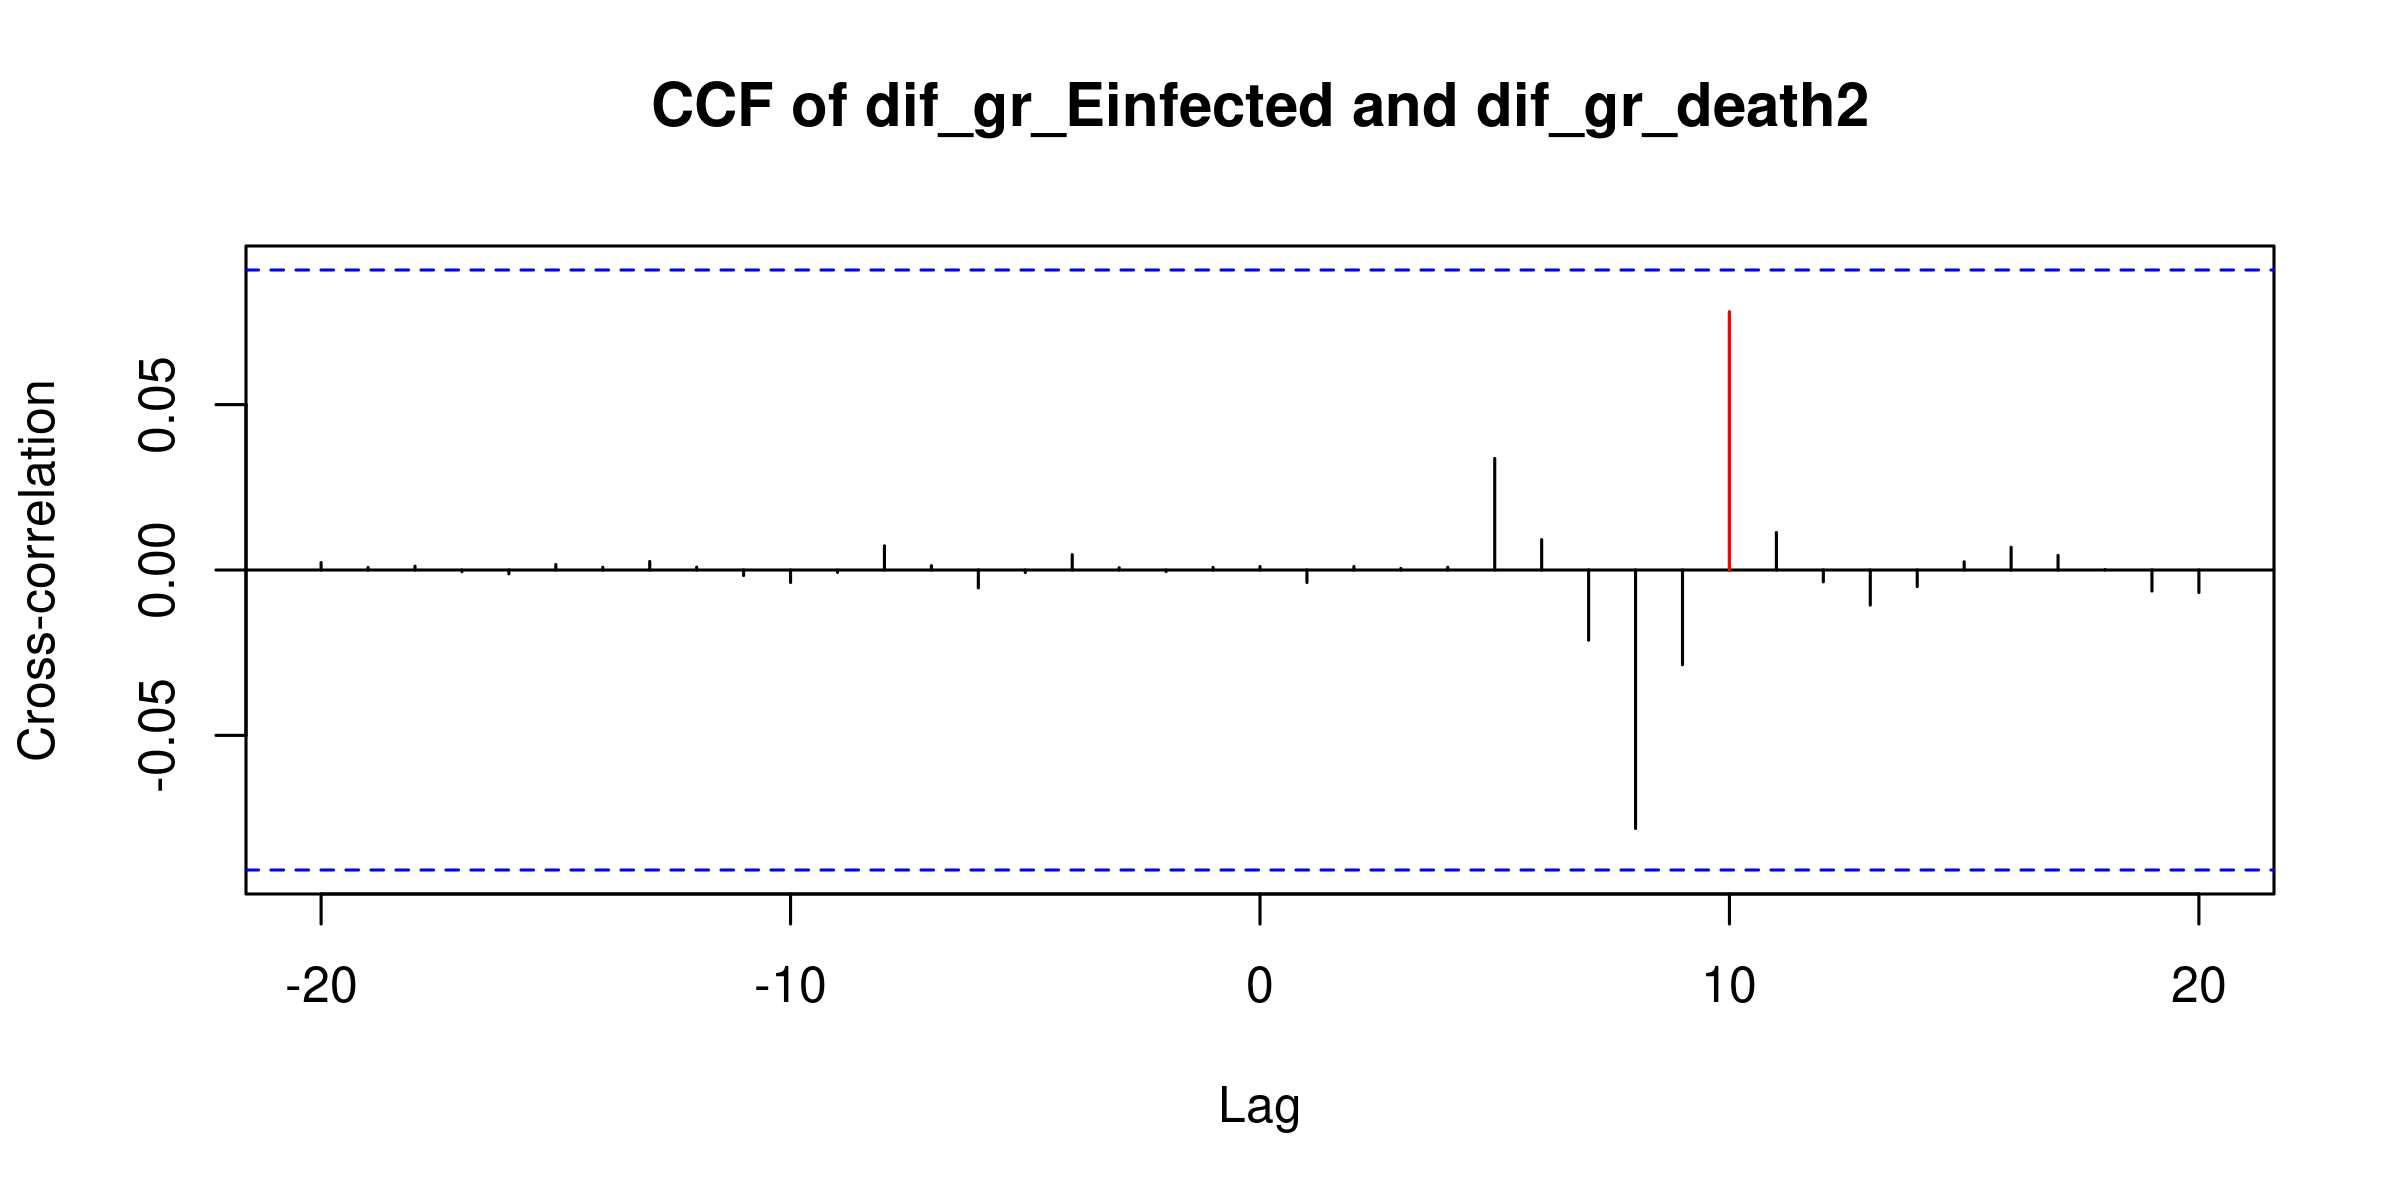 CCF of dif_gr_Einfected and dif_gr_death2
Cross-correlation
0.05
0.00
-0.05
-20 -10 0 10 20
Lag